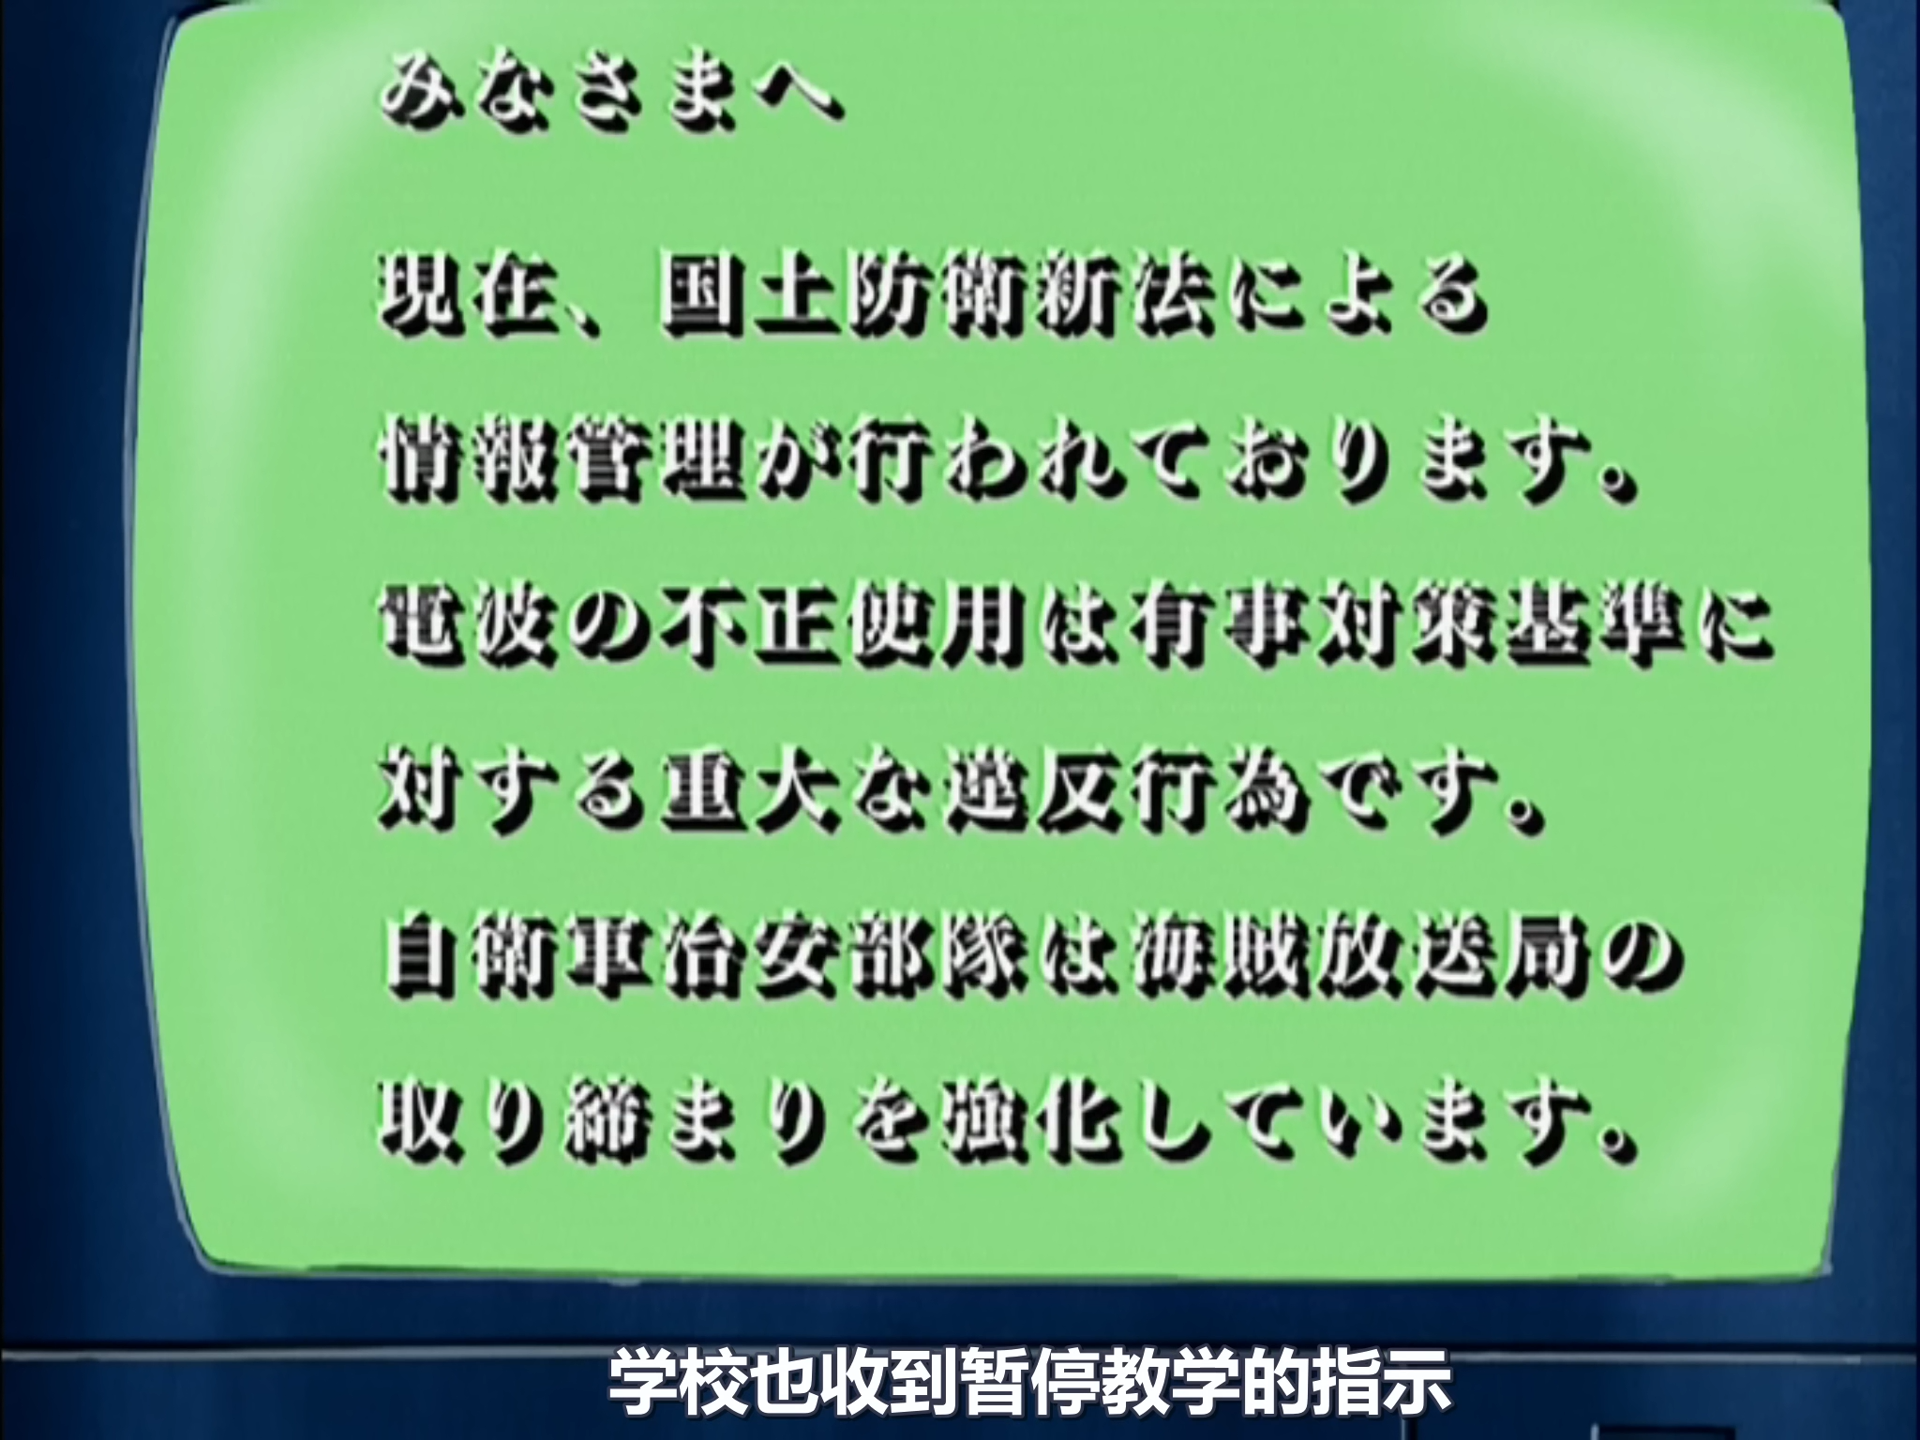 みなさまへ
現在、国土防衛新法による
情報管理が行われております。
電波の不正使用は有事対策基準に
対する重大な違反行為です。
自衛軍治安部隊は海賊放送局の
取り締まりを強化しています。
学校也收到暂停教学的指示